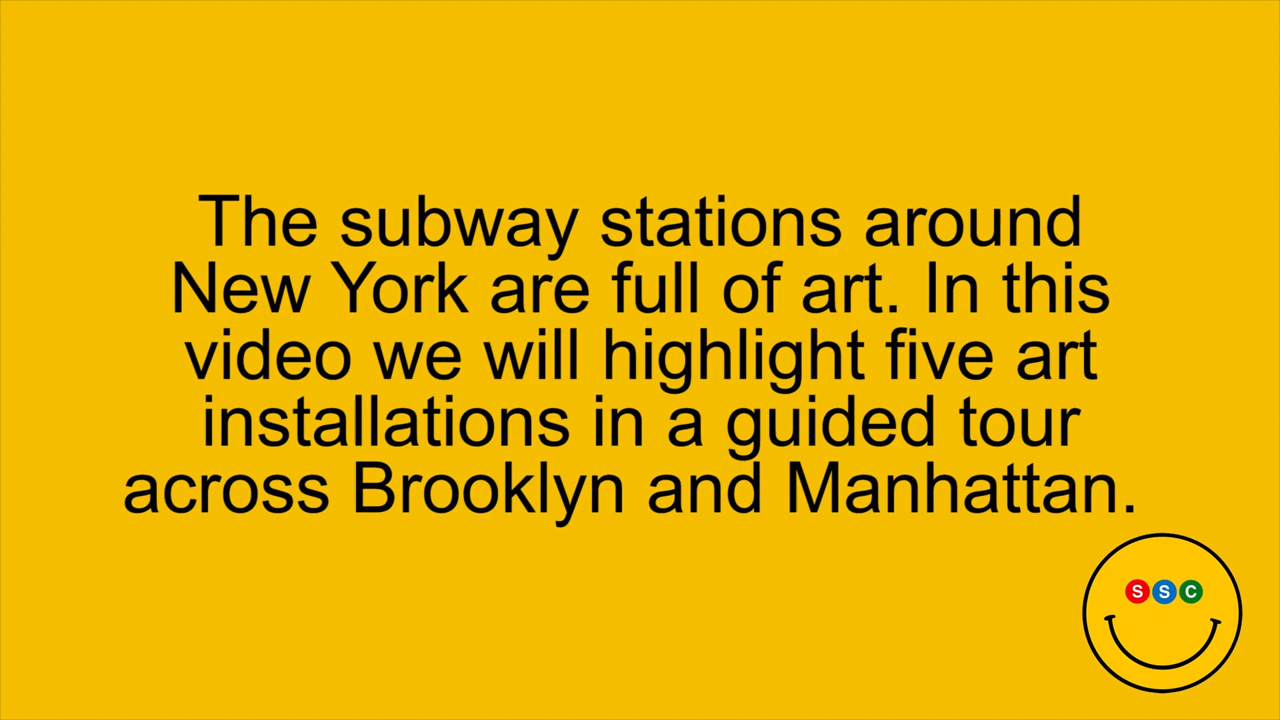 The subway stations around
New York are full of art. In this
video we will highlight five art
installations in a guided tour
across Brooklyn and Manhattan.
S S C